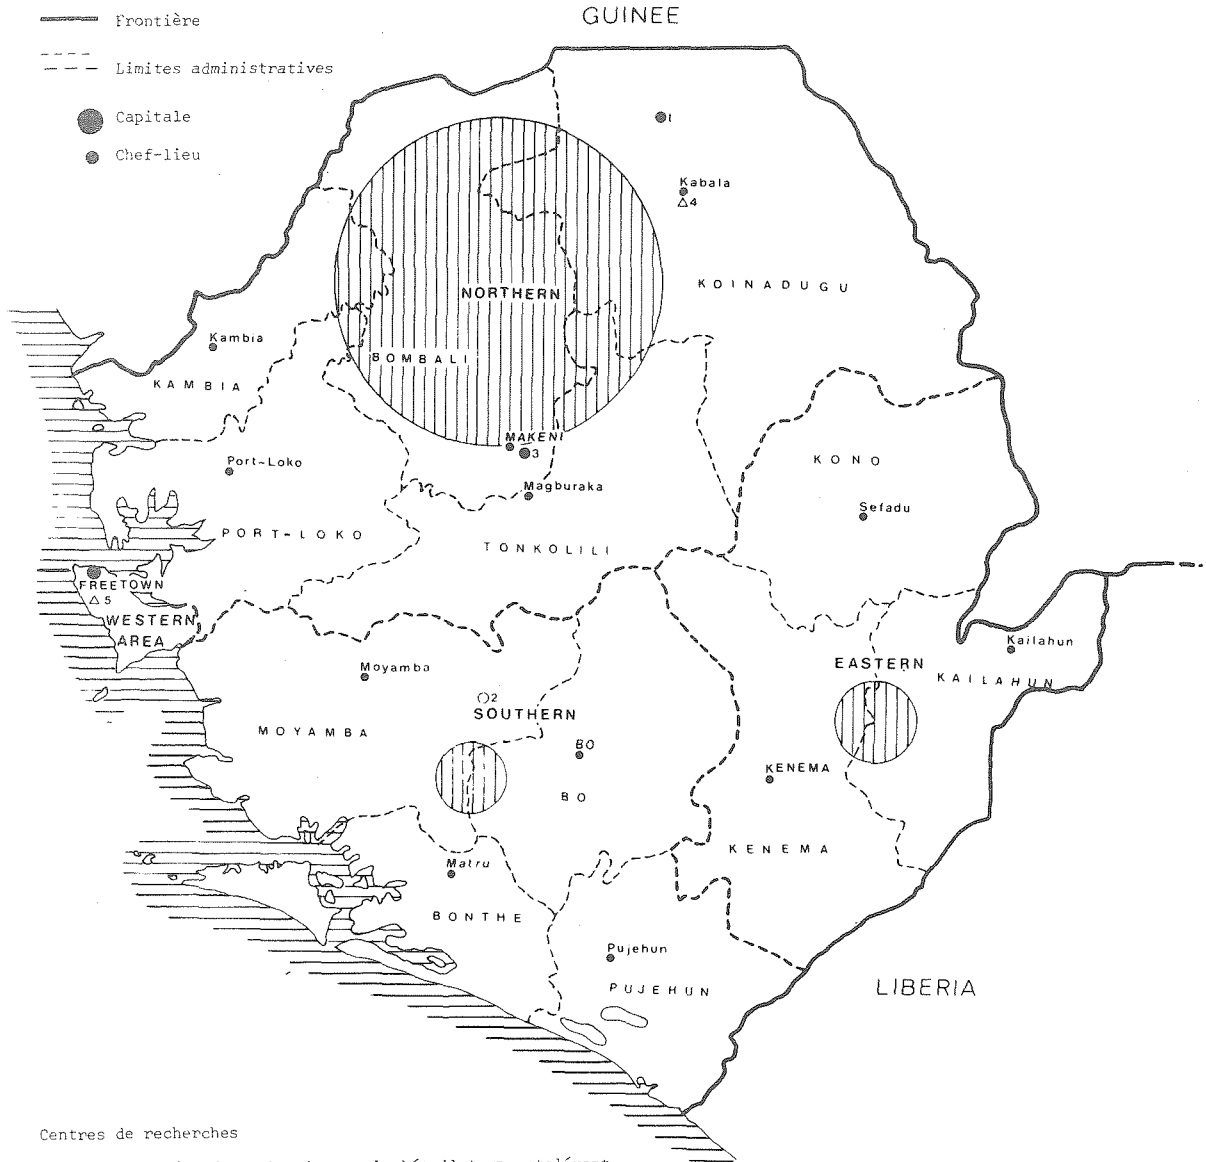 GUINEE
Frontière
Limites administratives
Capitale
Chef-lieu
1
Kabala
4
KOINADUGU
NORTHERN
Kambia
BOMBALI
KAMBIA
MAKENI
3
KONO
Port-Loko
Magburaka
Sefadu
PORT-LOKO
TONKOLILI
FREETOWN
5
WESTERN
AREA
Kailahun
EASTERN
Moyamba
KAILAHUN
2
SOUTHERN
MOYAMBA
BO
KENEMA
BO
KENEMA
Matru
BONTHE
Pujehun
PUJEHUN
LIBERIA
Centres de recherches